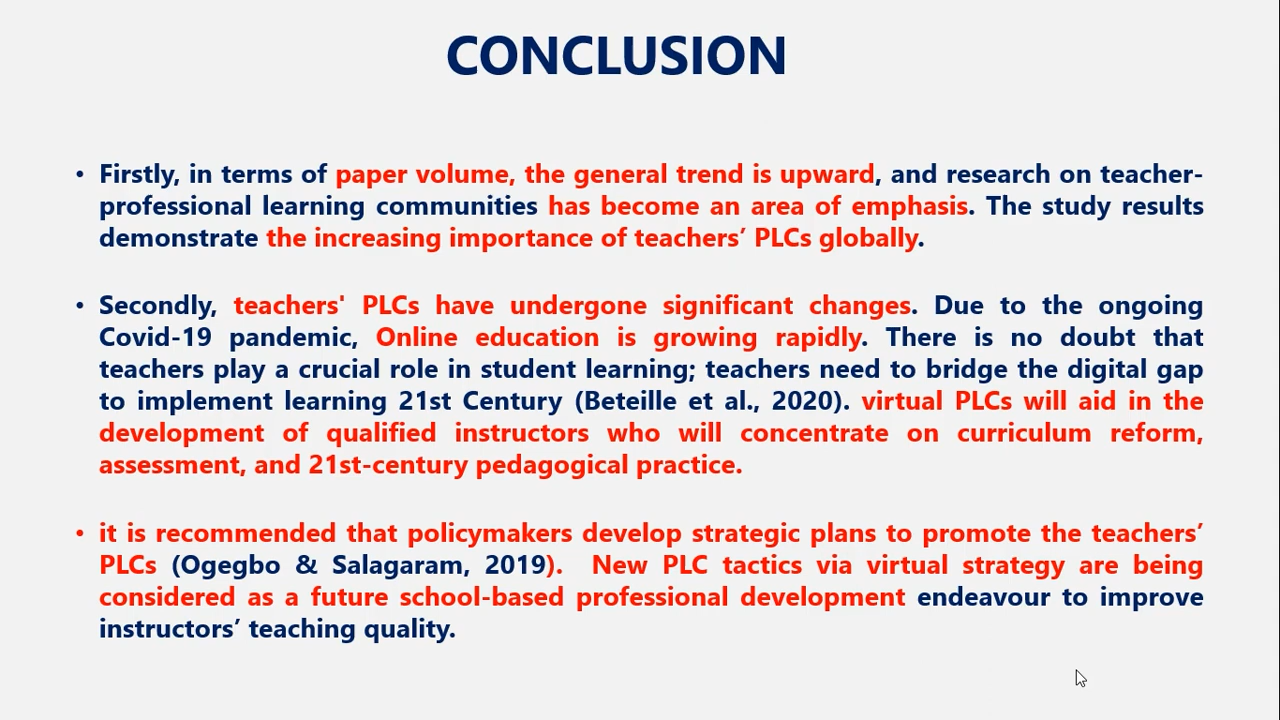 CONCLUSION
• Firstly, in terms of paper volume, the general trend is upward, and research on teacher-
professional learning communities has become an area of emphasis. The study results
demonstrate the increasing importance of teachers’ PLCs globally.
• Secondly, teachers' PLCs have undergone significant changes. Due to the ongoing
Covid-19 pandemic, Online education is growing rapidly. There is no doubt that
teachers play a crucial role in student learning; teachers need to bridge the digital gap
to implement learning 21st Century (Beteille et al., 2020). virtual PLCs will aid in the
development of qualified instructors who will concentrate on curriculum reform,
assessment, and 21st-century pedagogical practice.
• it is recommended that policymakers develop strategic plans to promote the teachers’
PLCs (Ogegbo & Salagaram, 2019). New PLC tactics via virtual strategy are being
considered as a future school-based professional development endeavour to improve
instructors’ teaching quality.